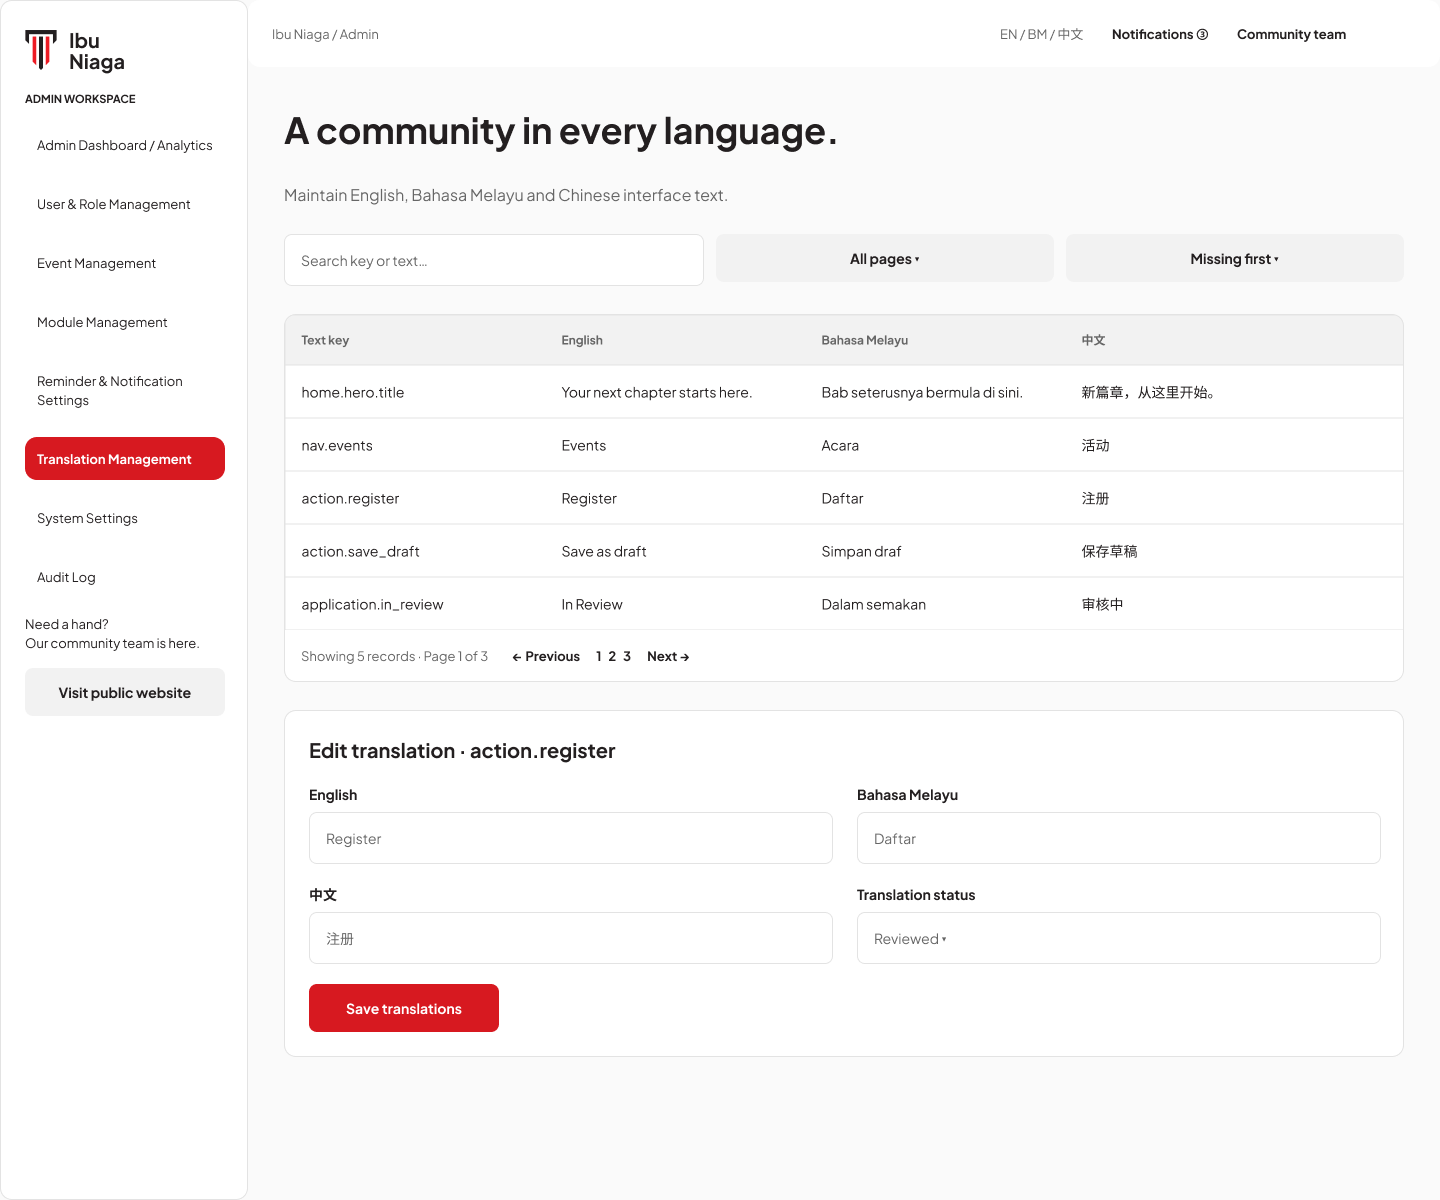 Ibu
Niaga
ADMIN WORKSPACE
Admin Dashboard / Analytics
User & Role Management
Event Management
Module Management
Reminder & Notification
Settings
Translation Management
System Settings
Audit Log
Need a hand?
Our community team is here.
Visit public website
Ibu Niaga / Admin
EN / BM / 中文
Notifications ③
Community team
A community in every language.
Maintain English, Bahasa Melayu and Chinese interface text.
Search key or text…
All pages ▾
Missing first ▾
Text key English Bahasa Melayu 中文
home.hero.title Your next chapter starts here. Bab seterusnya bermula di sini. 新篇章，从这里开始。
nav.events Events Acara 活动
action.register Register Daftar 注册
action.save_draft Save as draft Simpan draf 保存草稿
application.in_review In Review Dalam semakan 审核中
Showing 5 records · Page 1 of 3 ← Previous 1 2 3 Next →
Edit translation · action.register
English
Register
Bahasa Melayu
Daftar
中文
注册
Translation status
Reviewed ▾
Save translations